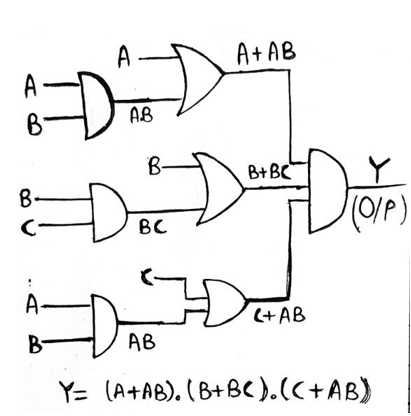 A
A+AB
A
B
AB
B
B+BC
Y
B
C
BC
(O/P)
C
A
C+AB
B
AB
Y= (A+AB).(B+BC).(C+AB)